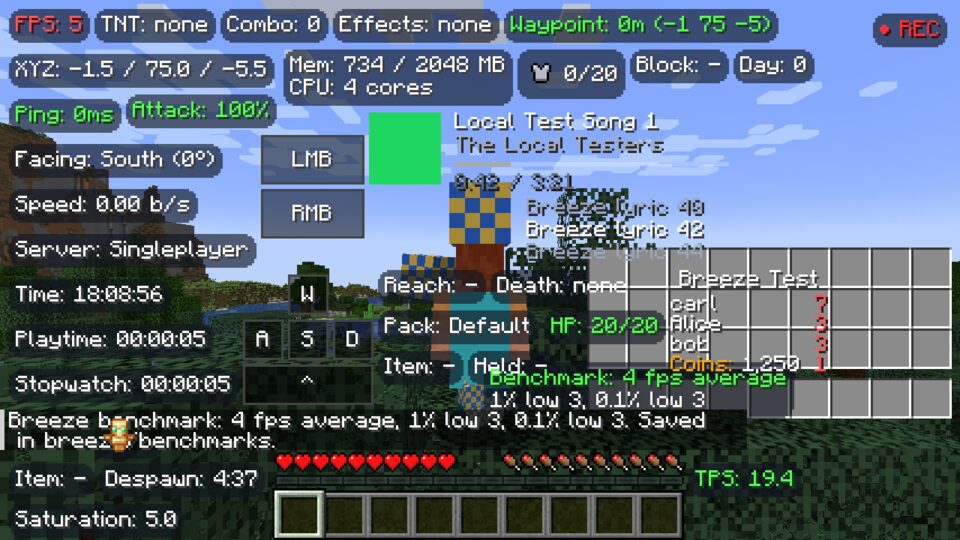 FPS: 5 TNT: none Combo: 0 Effects: none Waypoint: 0m (-1 75 -5) REC
XYZ: -1.5 / 75.0 / -5.5 Mem: 734 / 2048 MB 0/20 Block: - Day: 0
CPU: 4 cores
Ping: 0ms Attack: 100%
Local Test Song 1
The Local Testers
Facing: South (0°) LMB
0:42 / 3:21
Speed: 0.00 b/s RMB
Breeze lyric 40
Breeze lyric 42
Breeze lyric 44
Server: Singleplayer
Reach: - Death: none
Breeze Test
Time: 18:08:56 W
carl 7
Pack: Default HP: 20/20 Alice 3
Playtime: 00:00:05 A S D
bob 3
Item: - Held: - Coins: 1,250 1
Stopwatch: 00:00:05 ^
Benchmark: 4 fps average
1% low 3, 0.1% low 3
Breeze benchmark: 4 fps average, 1% low 3, 0.1% low 3. Saved
in breeze benchmarks.
Item: - Despawn: 4:37 TPS: 19.4
Saturation: 5.0